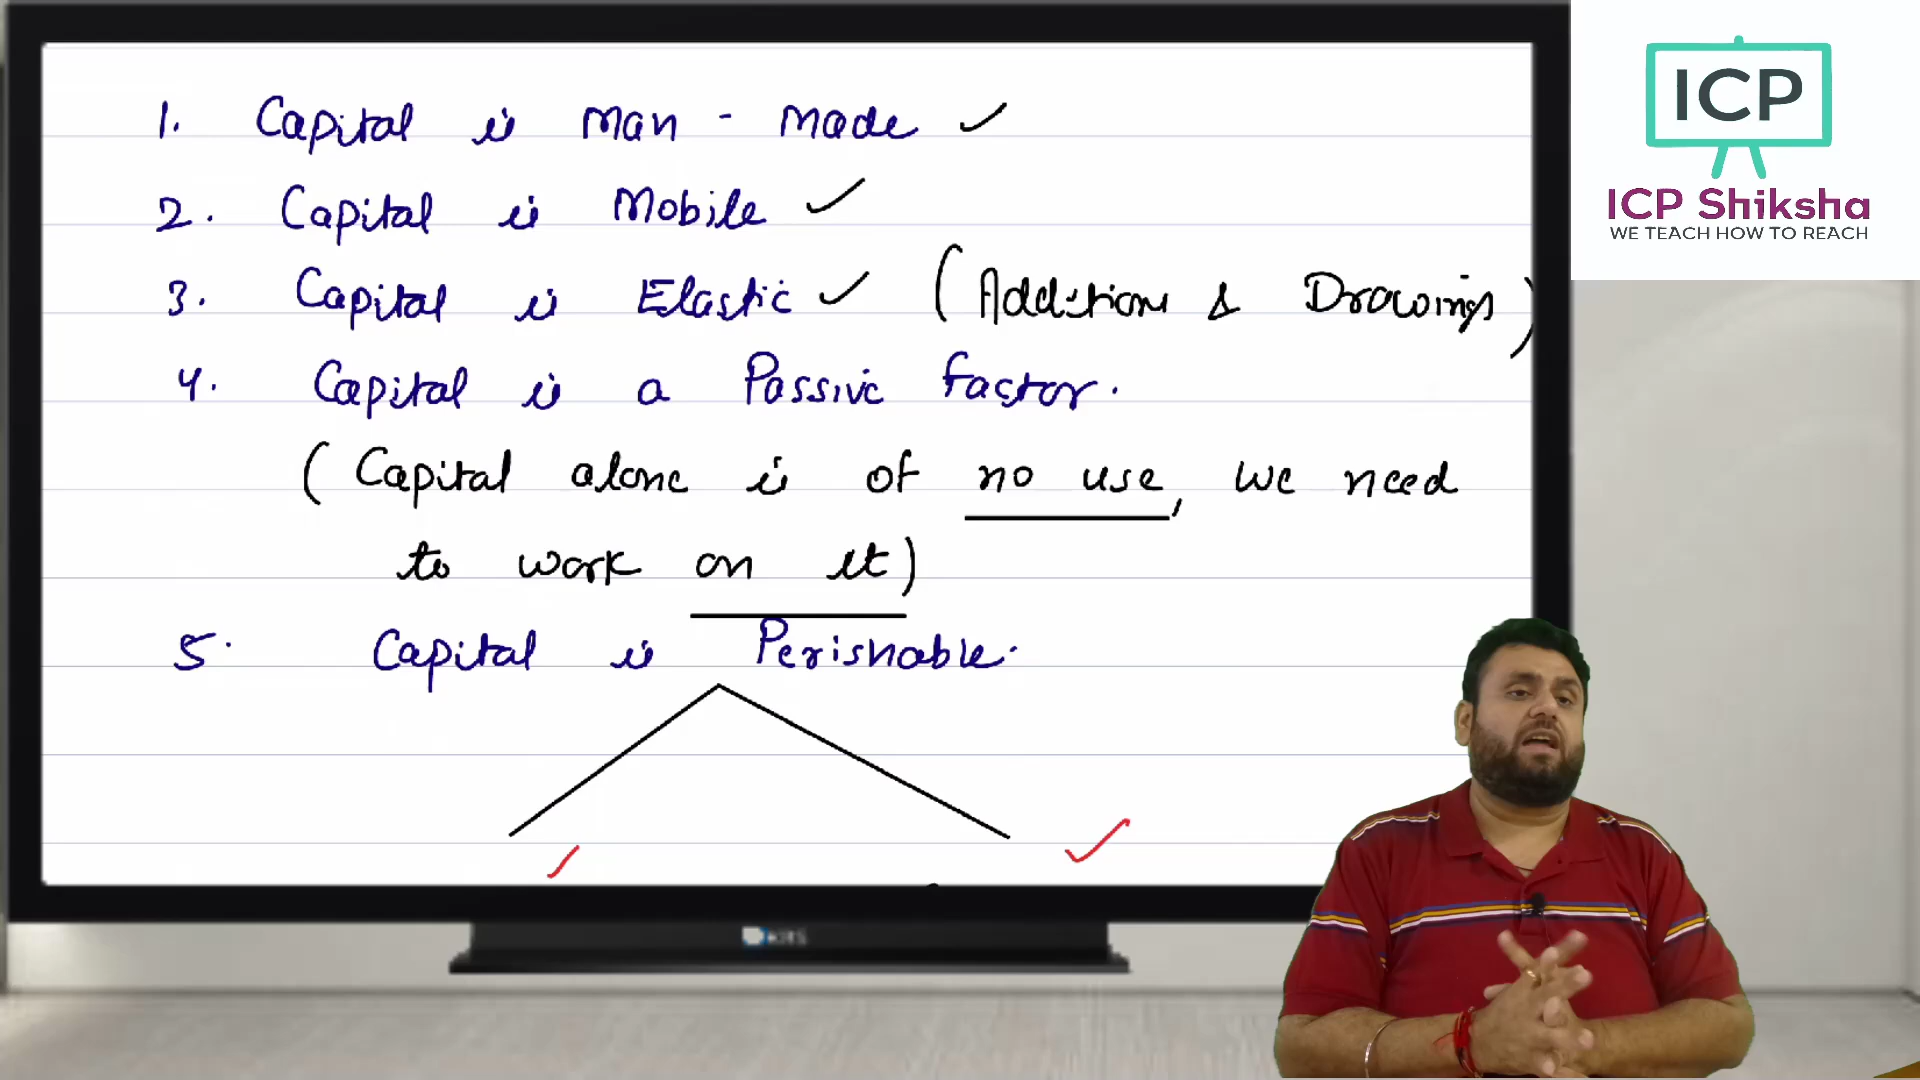 1. Capital is Man - Made
2. Capital is Mobile
3. Capital is Elastic (Additions & Drawings)
4. Capital is a Passive factor.
(Capital alone is of no use, we need
to work on it)
5. Capital is Perishable.
ICP
ICP Shiksha
WE TEACH HOW TO REACH